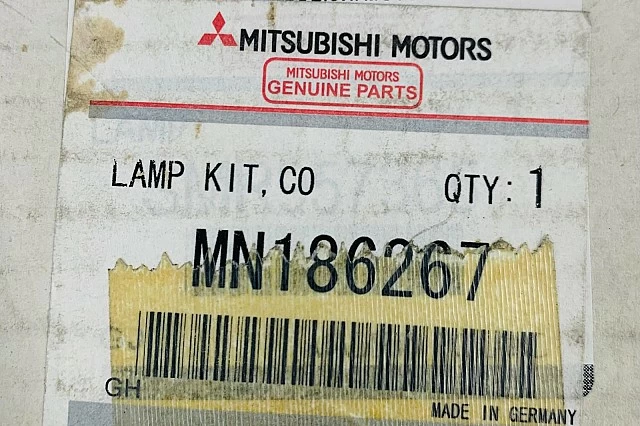 MITSUBISHI MOTORS
MITSUBISHI MOTORS
GENUINE PARTS
LAMP KIT, CO QTY: 1
MN186267
GH
MADE IN GERMANY